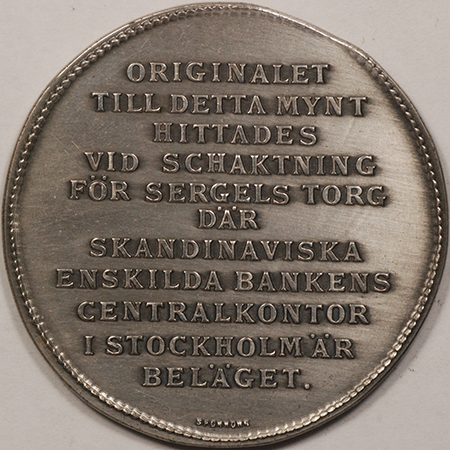 ORIGINALET
TILL DETTA MYNT
HITTADES
VID SCHAKTNING
FÖR SERGELS TORG
DÄR
SKANDINAVISKA
ENSKILDA BANKENS
CENTRALKONTOR
I STOCKHOLM ÄR
BELÄGET.